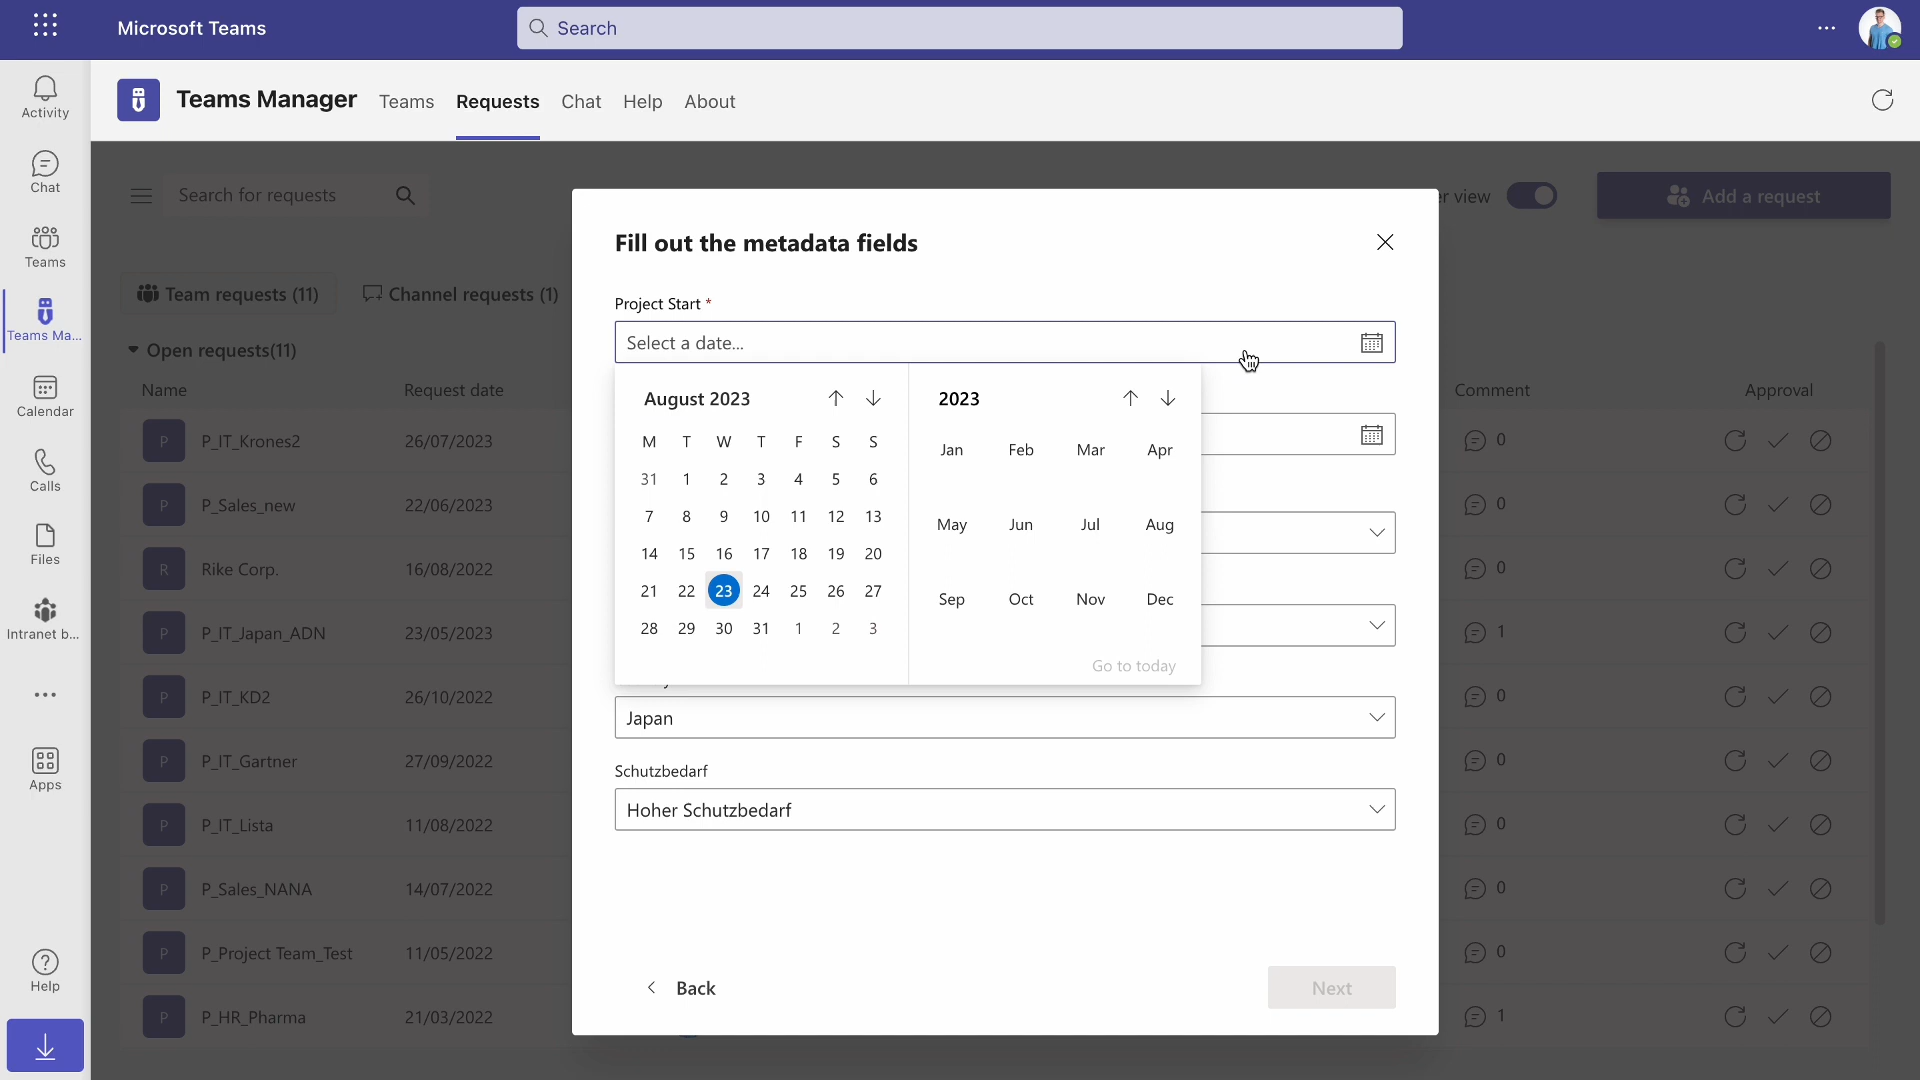 Microsoft Teams
Search
Activity
Chat
Teams
Teams Ma...
Calendar
Calls
Files
Intranet b...
Apps
Help
Teams Manager
Teams
Requests
Chat
Help
About
Search for requests
er view
Add a request
Team requests (11)
Channel requests (1)
Open requests(11)
Name
Request date
Comment
Approval
P P_IT_Krones2 26/07/2023 0
P P_Sales_new 22/06/2023 0
R Rike Corp. 16/08/2022 0
P P_IT_Japan_ADN 23/05/2023 1
P P_IT_KD2 26/10/2022 0
P P_IT_Gartner 27/09/2022 0
P P_IT_Lista 11/08/2022 0
P P_Sales_NANA 14/07/2022 0
P P_Project Team_Test 11/05/2022 0
P P_HR_Pharma 21/03/2022 1
Fill out the metadata fields
Project Start *
Select a date...
August 2023
M T W T F S S
31 1 2 3 4 5 6
7 8 9 10 11 12 13
14 15 16 17 18 19 20
21 22 23 24 25 26 27
28 29 30 31 1 2 3
2023
Jan Feb Mar Apr
May Jun Jul Aug
Sep Oct Nov Dec
Go to today
Japan
Schutzbedarf
Hoher Schutzbedarf
Back
Next